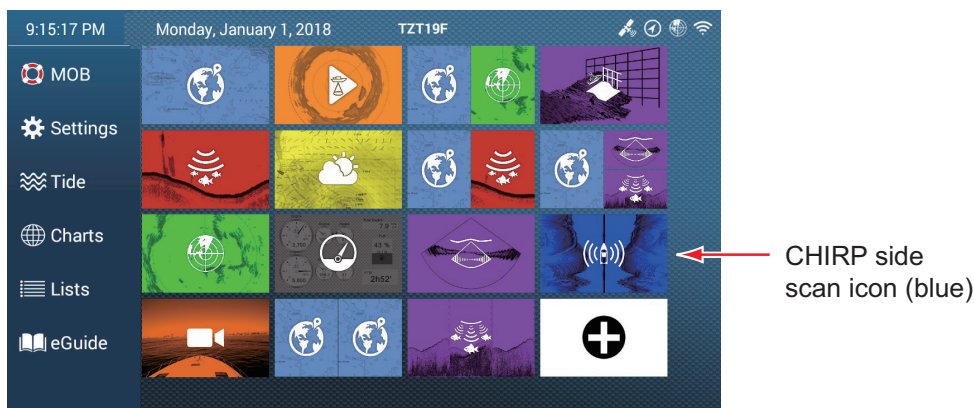 9:15:17 PM
Monday, January 1, 2018
TZT19F
MOB
Settings
Tide
Charts
Lists
eGuide
43 %
2h52'
CHIRP side
scan icon (blue)